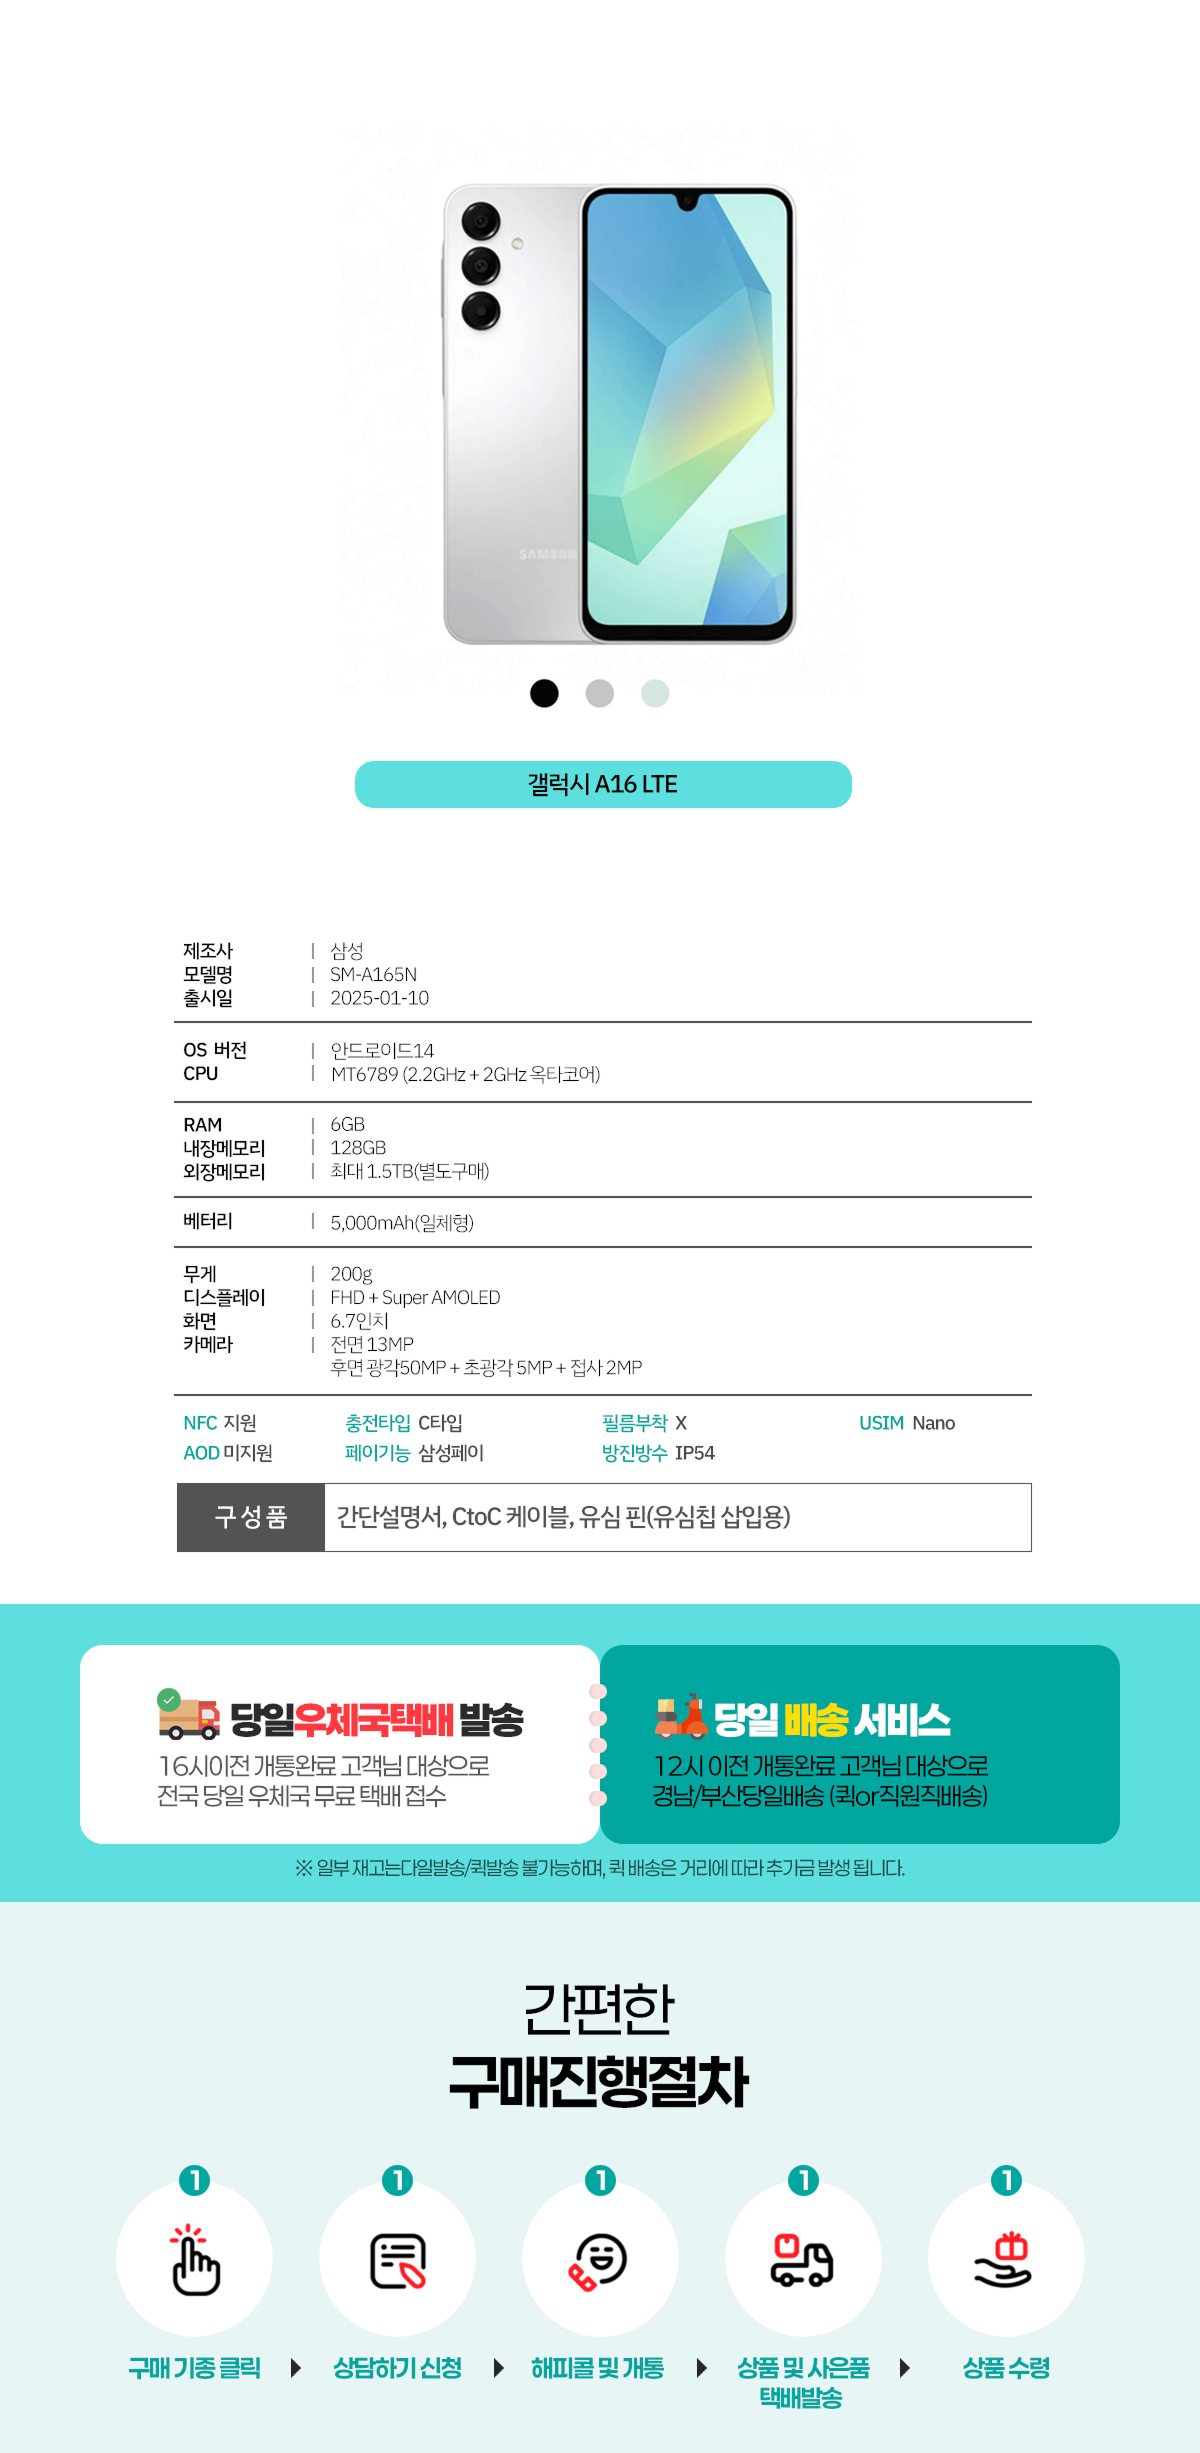 SAMSUNG
갤럭시 A16 LTE
제조사 | 삼성
모델명 | SM-A165N
출시일 | 2025-01-10
OS 버전 | 안드로이드14
CPU | MT6789 (2.2GHz + 2GHz 옥타코어)
RAM | 6GB
내장메모리 | 128GB
외장메모리 | 최대 1.5TB(별도구매)
베터리 | 5,000mAh(일체형)
무게 | 200g
디스플레이 | FHD + Super AMOLED
화면 | 6.7인치
카메라 | 전면 13MP
후면 광각50MP + 초광각 5MP + 접사 2MP
NFC 지원 충전타입 C타입 필름부착 X USIM Nano
AOD 미지원 페이기능 삼성페이 방진방수 IP54
구성품 간단설명서, CtoC 케이블, 유심 핀(유심칩 삽입용)
당일우체국택배 발송
16시이전 개통완료 고객님 대상으로
전국 당일 우체국 무료 택배 접수
당일 배송 서비스
12시 이전 개통완료 고객님 대상으로
경남/부산당일배송 (퀵or직원직배송)
※ 일부 재고는다일발송/퀵발송 불가능하며, 퀵 배송은 거리에 따라 추가금 발생 됩니다.
간편한
구매진행절차
1 1 1 1 1
구매 기종 클릭 상담하기 신청 해피콜 및 개통 상품 및 사은품 상품 수령
택배발송